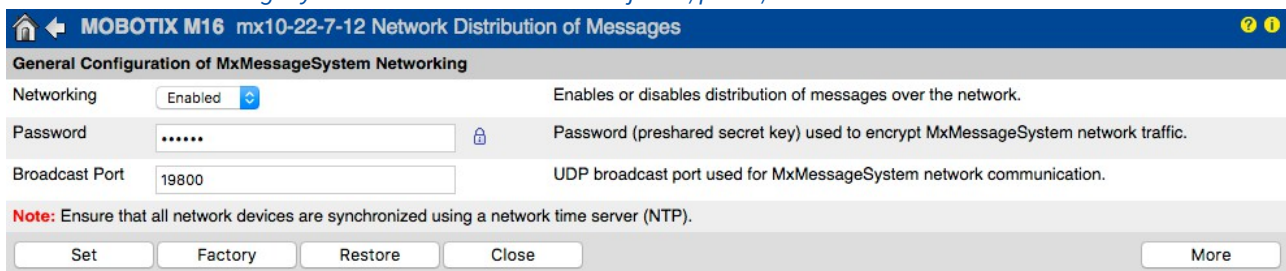 MOBOTIX M16 mx10-22-7-12 Network Distribution of Messages
General Configuration of MxMessageSystem Networking
Networking Enabled Enables or disables distribution of messages over the network.
Password •••••• Password (preshared secret key) used to encrypt MxMessageSystem network traffic.
Broadcast Port 19800 UDP broadcast port used for MxMessageSystem network communication.
Note: Ensure that all network devices are synchronized using a network time server (NTP).
Set Factory Restore Close More